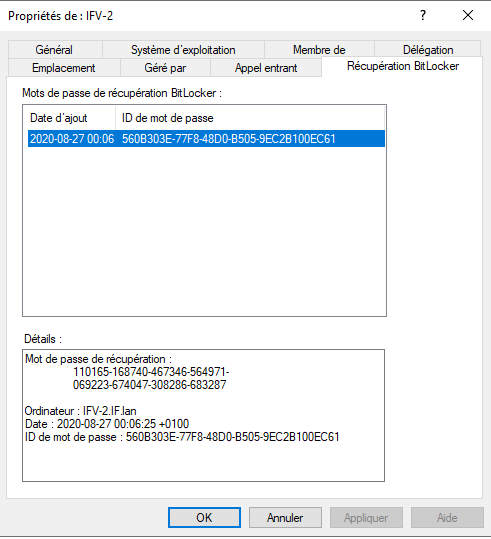 Propriétés de : IFV-2
?
Général Système d'exploitation Membre de Délégation
Emplacement Géré par Appel entrant Récupération BitLocker
Mots de passe de récupération BitLocker :
Date d'ajout ID de mot de passe
2020-08-27 00:06 560B303E-77F8-48D0-B505-9EC2B100EC61
Détails :
Mot de passe de récupération :
110165-168740-467346-564971-
069223-674047-308286-683287
Ordinateur : IFV-2.IF.lan
Date : 2020-08-27 00:06:25 +0100
ID de mot de passe : 560B303E-77F8-48D0-B505-9EC2B100EC61
OK Annuler Appliquer Aide